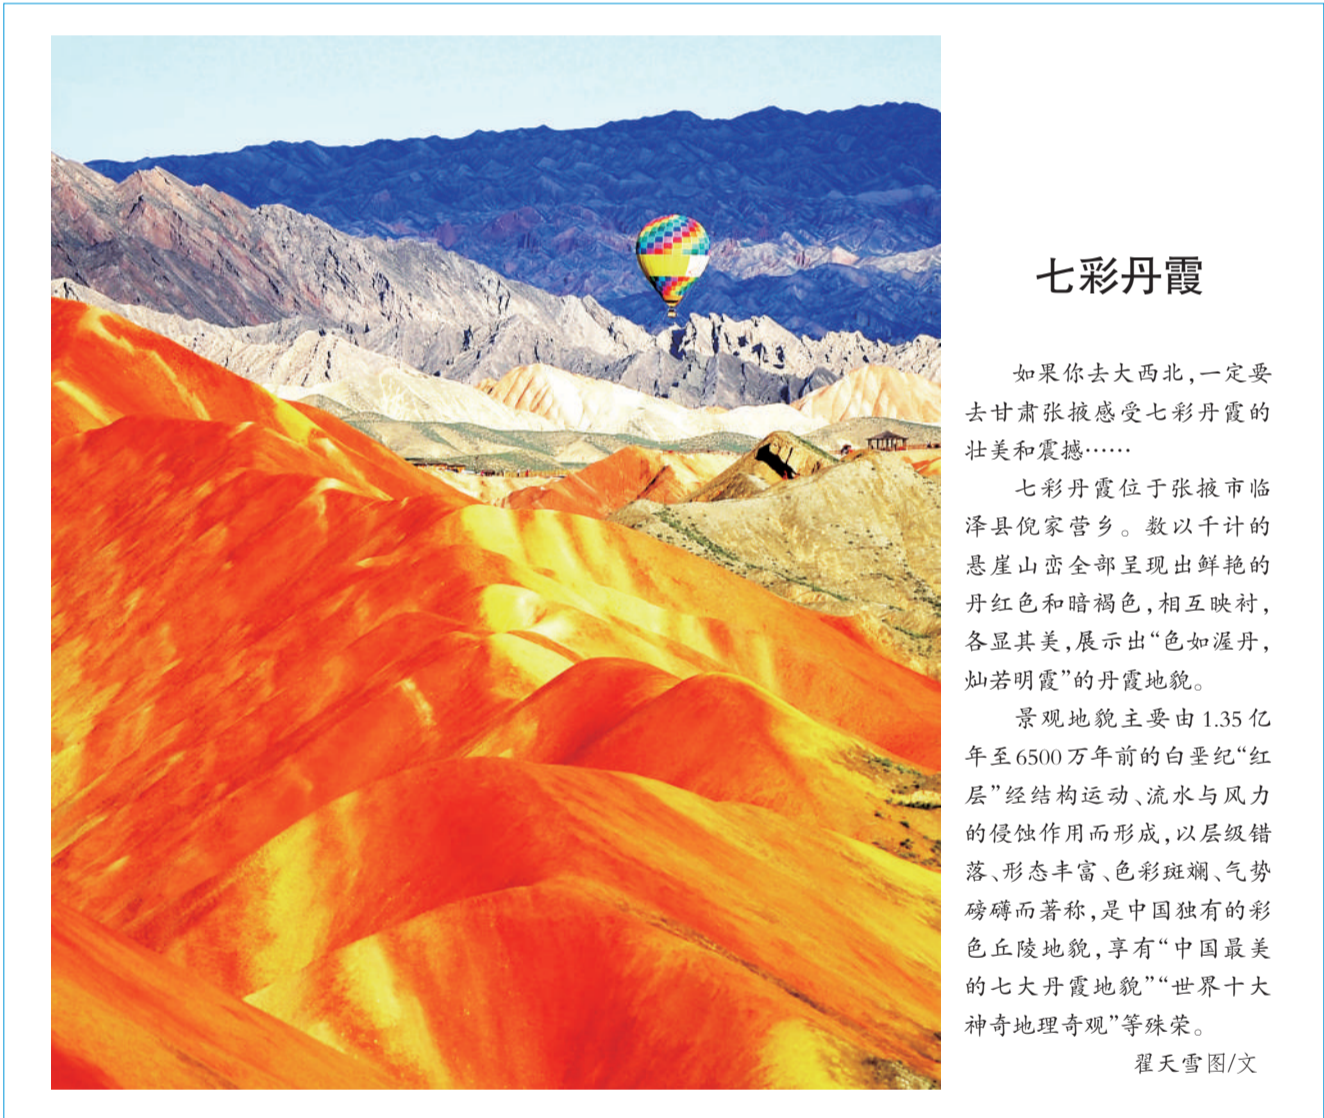 七彩丹霞
如果你去大西北，一定要
去甘肃张掖感受七彩丹霞的
壮美和震撼……
七彩丹霞位于张掖市临
泽县倪家营乡。数以千计的
悬崖山峦全部呈现出鲜艳的
丹红色和暗褐色，相互映衬，
各显其美，展示出“色如渥丹，
灿若明霞”的丹霞地貌。
景观地貌主要由1.35亿
年至6500万年前的白垩纪“红
层”经结构运动、流水与风力
的侵蚀作用而形成，以层级错
落、形态丰富、色彩斑斓、气势
磅礴而著称，是中国独有的彩
色丘陵地貌，享有“中国最美
的七大丹霞地貌”“世界十大
神奇地理奇观”等殊荣。
翟天雪图/文